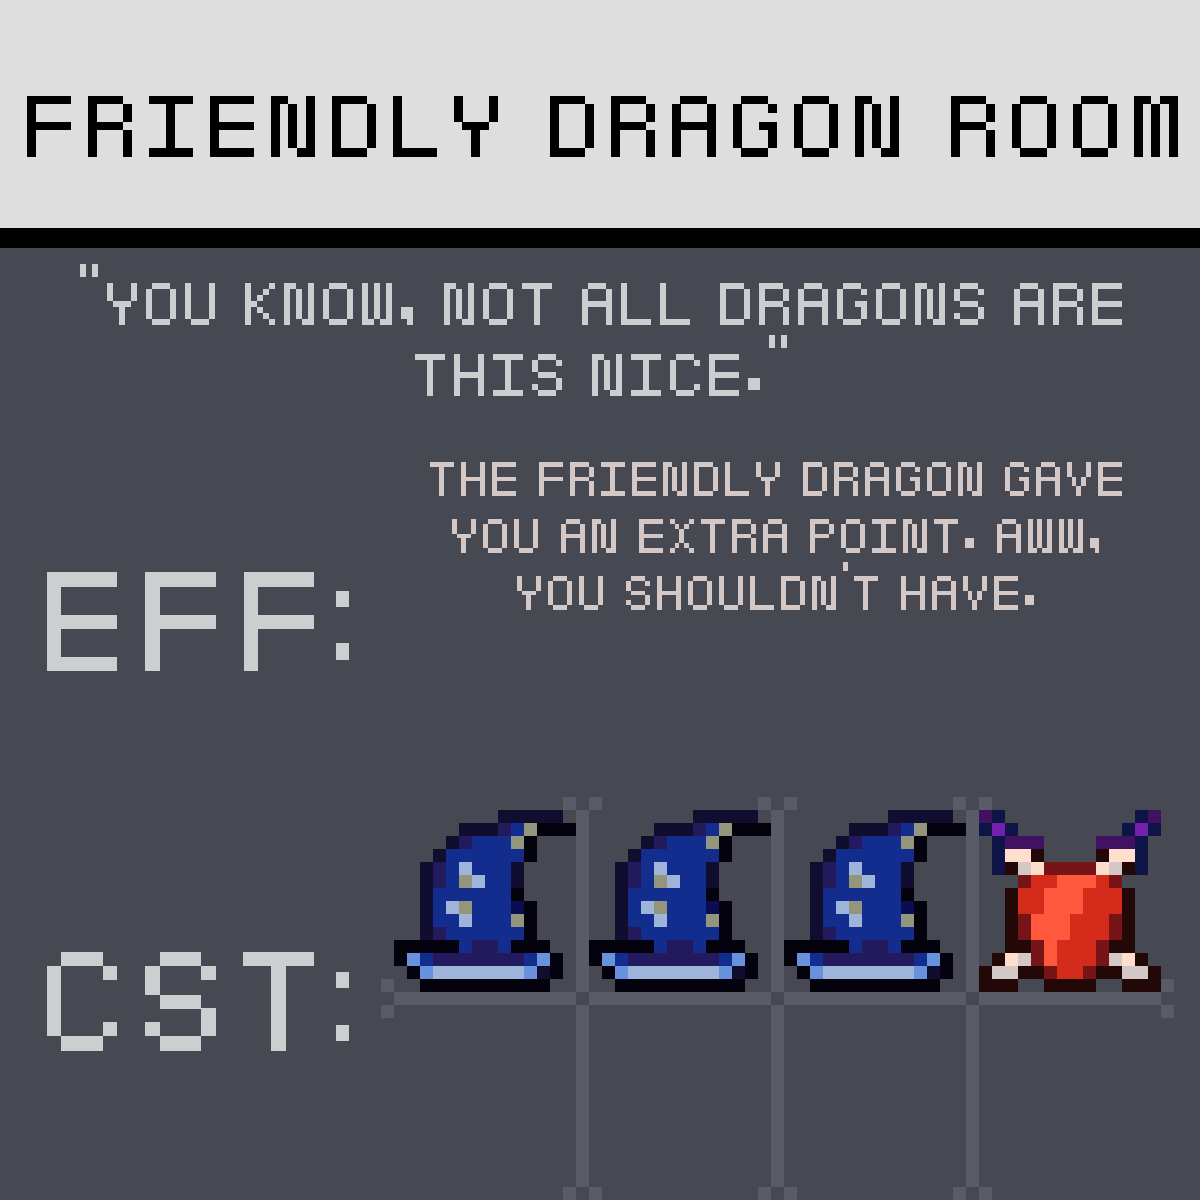 FRIENDLY DRAGON ROOM
"YOU KNOW, NOT ALL DRAGONS ARE
THIS NICE."
THE FRIENDLY DRAGON GAVE
YOU AN EXTRA POINT. AWW,
YOU SHOULDN'T HAVE.
EFF:
CST: